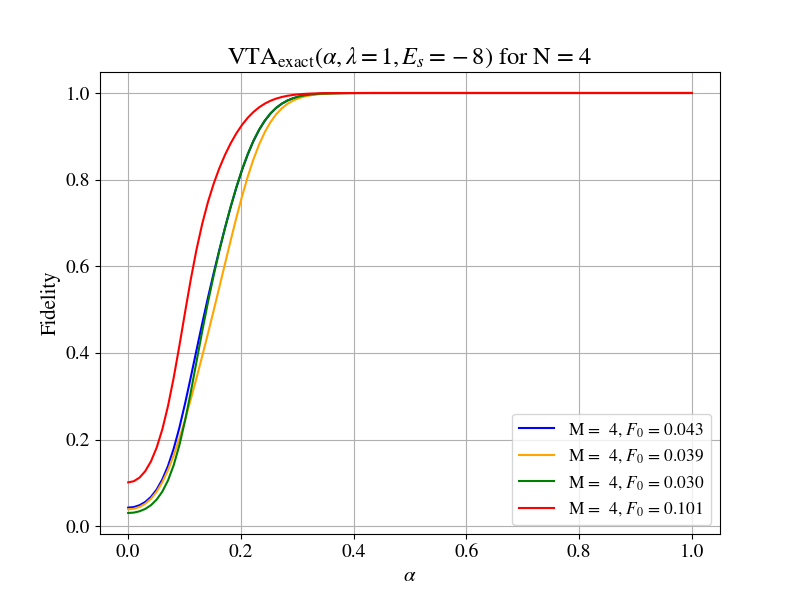 VTA_exact(α, λ = 1, E_s = −8) for N = 4
Fidelity
1.0
0.8
0.6
0.4
0.2
0.0
0.0 0.2 0.4 0.6 0.8 1.0
α
M = 4, F_0 = 0.043
M = 4, F_0 = 0.039
M = 4, F_0 = 0.030
M = 4, F_0 = 0.101